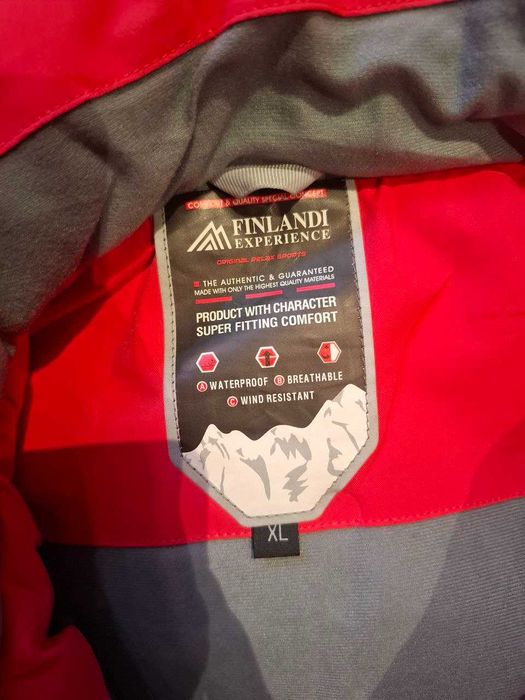 COMFORT & QUALITY SPECIAL CONCEPT
FINLANDI
EXPERIENCE
ORIGINAL RELAX SPORTS
THE AUTHENTIC & GUARANTEED
MADE WITH ONLY THE HIGHEST QUALITY MATERIALS
PRODUCT WITH CHARACTER
SUPER FITTING COMFORT
A WATERPROOF B BREATHABLE
C WIND RESISTANT
XL